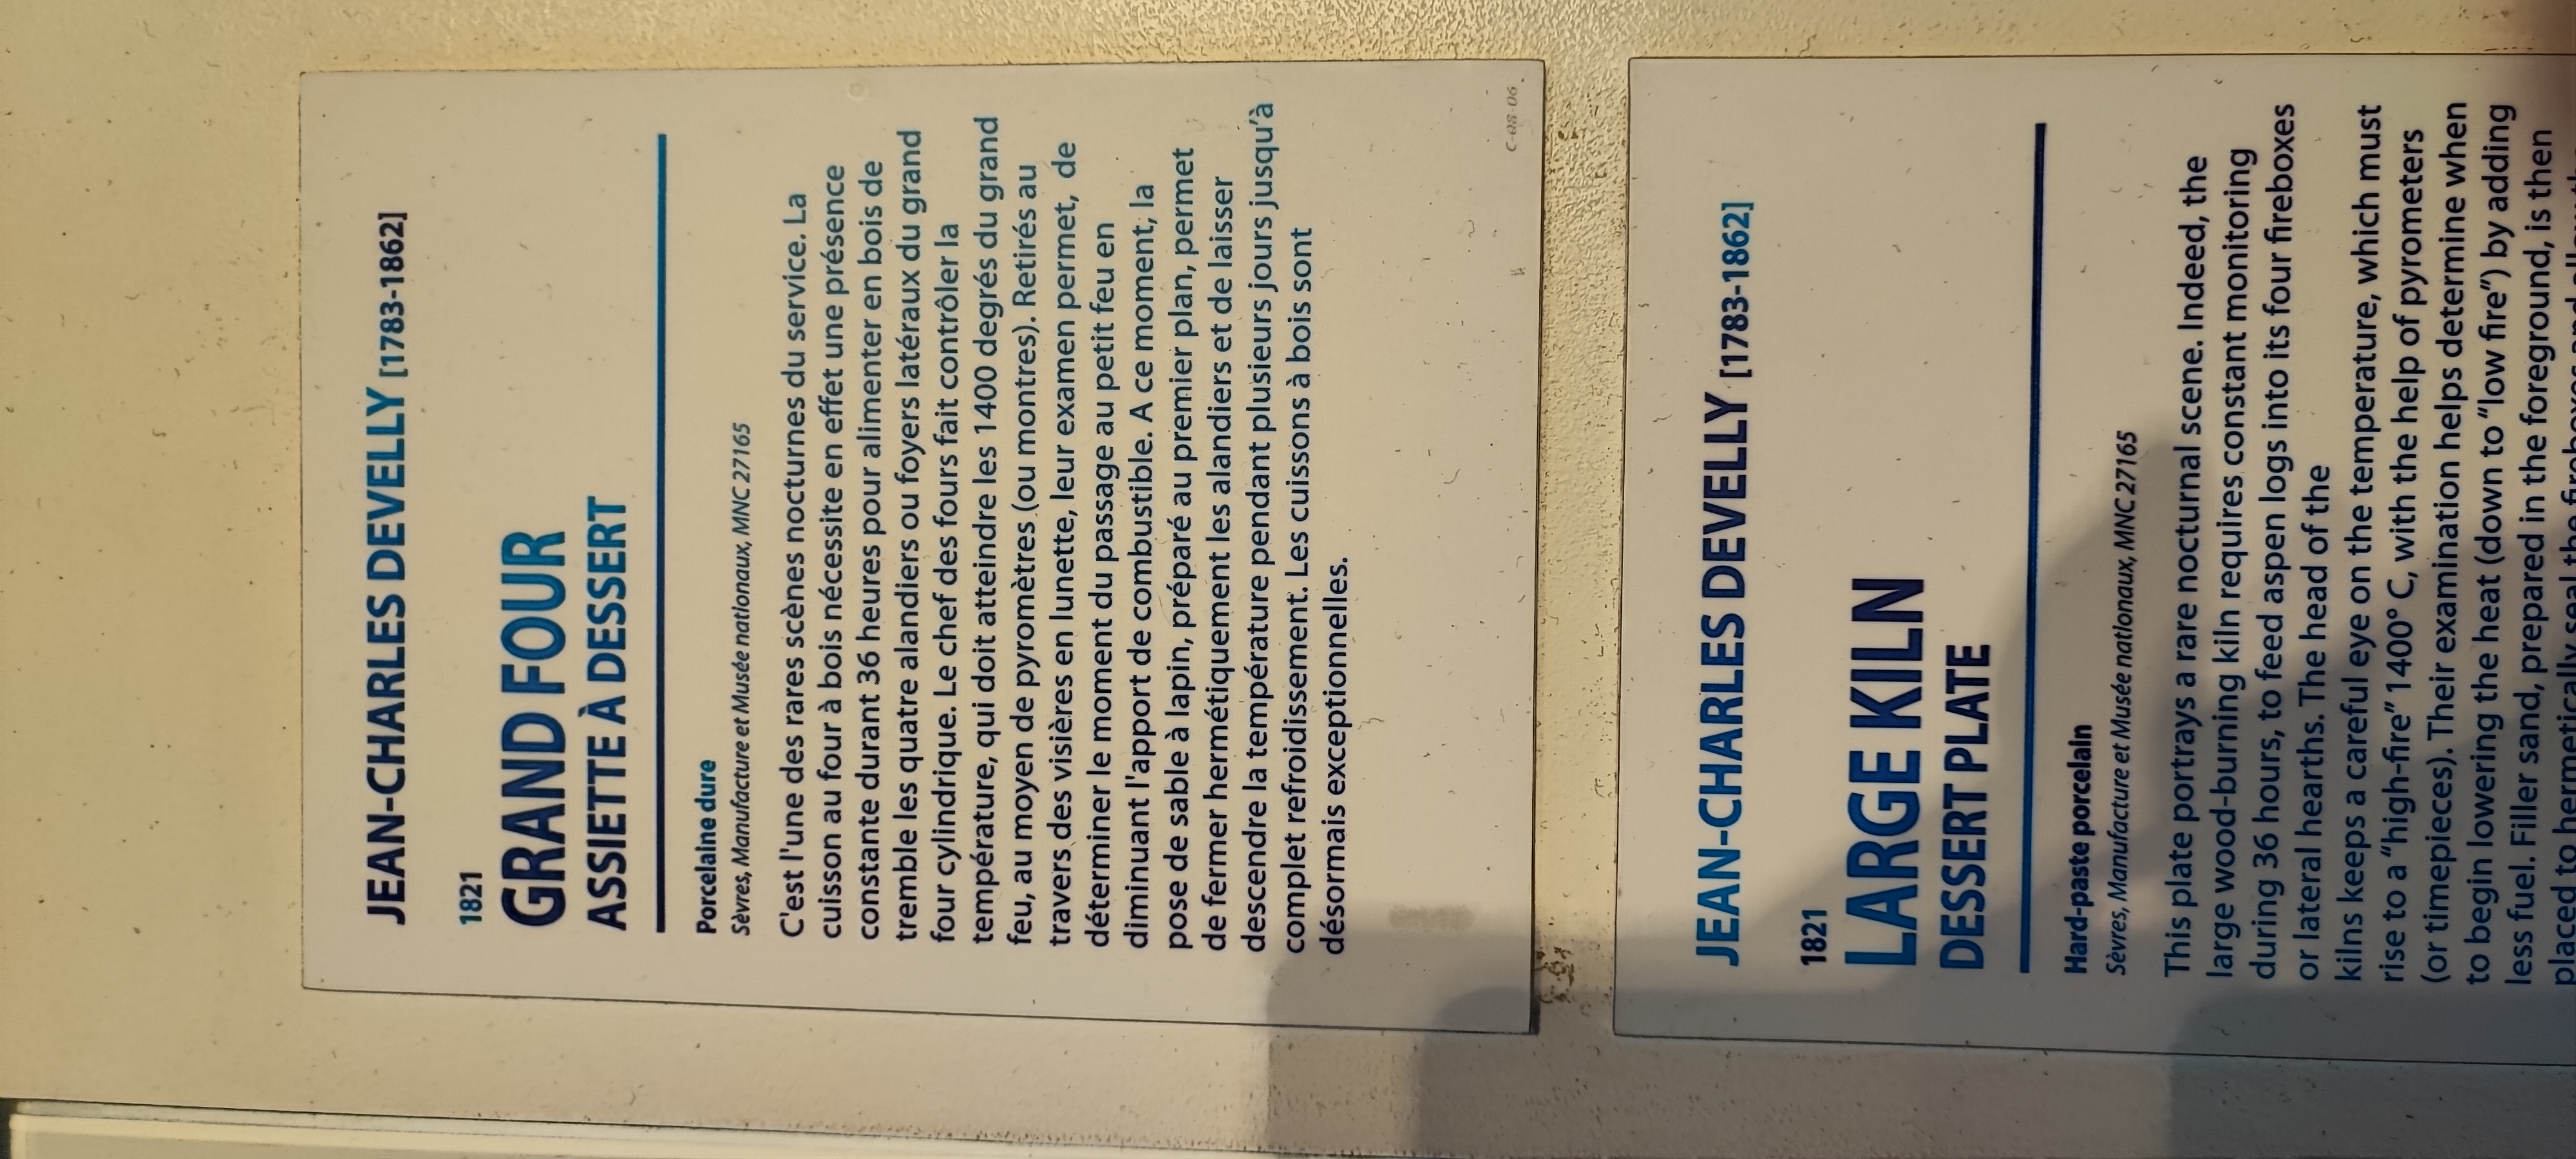 JEAN-CHARLES DEVELLY [1783-1862]
1821
GRAND FOUR
ASSIETTE À DESSERT
Porcelaine dure
Sèvres, Manufacture et Musée nationaux, MNC 27165
C'est l'une des rares scènes nocturnes du service. La
cuisson au four à bois nécessite en effet une présence
constante durant 36 heures pour alimenter en bois de
tremble les quatre alandiers ou foyers latéraux du grand
four cylindrique. Le chef des fours fait contrôler la
température, qui doit atteindre les 1400 degrés du grand
feu, au moyen de pyromètres (ou montres). Retirés au
travers des visières en lunette, leur examen permet, de
déterminer le moment du passage au petit feu en
diminuant l'apport de combustible. A ce moment, la
pose de sable à lapin, préparé au premier plan, permet
de fermer hermétiquement les alandiers et de laisser
descendre la température pendant plusieurs jours jusqu'à
complet refroidissement. Les cuissons à bois sont
désormais exceptionnelles.
C-08-06
JEAN-CHARLES DEVELLY [1783-1862]
1821
LARGE KILN
DESSERT PLATE
Hard-paste porcelain
Sèvres, Manufacture et Musée nationaux, MNC 27165
This plate portrays a rare nocturnal scene. Indeed, the
large wood-burning kiln requires constant monitoring
during 36 hours, to feed aspen logs into its four fireboxes
or lateral hearths. The head of the
kilns keeps a careful eye on the temperature, which must
rise to a “high-fire” 1400° C, with the help of pyrometers
(or timepieces). Their examination helps determine when
to begin lowering the heat (down to “low fire”) by adding
less fuel. Filler sand, prepared in the foreground, is then
placed to hermetically seal the fireboxes and